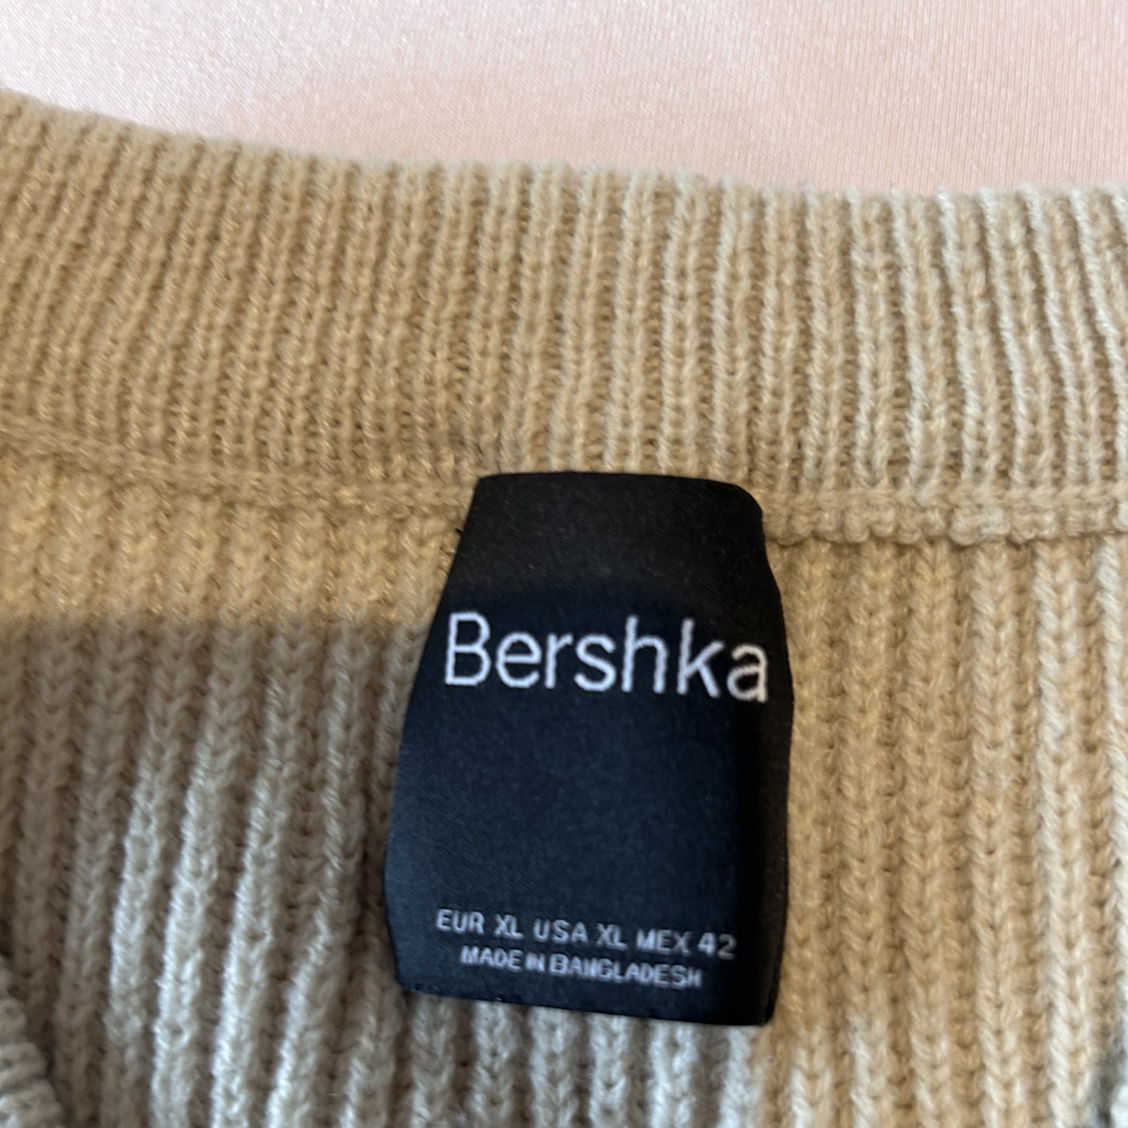 Bershka
EUR XL USA XL MEX 42
MADE IN BANGLADESH